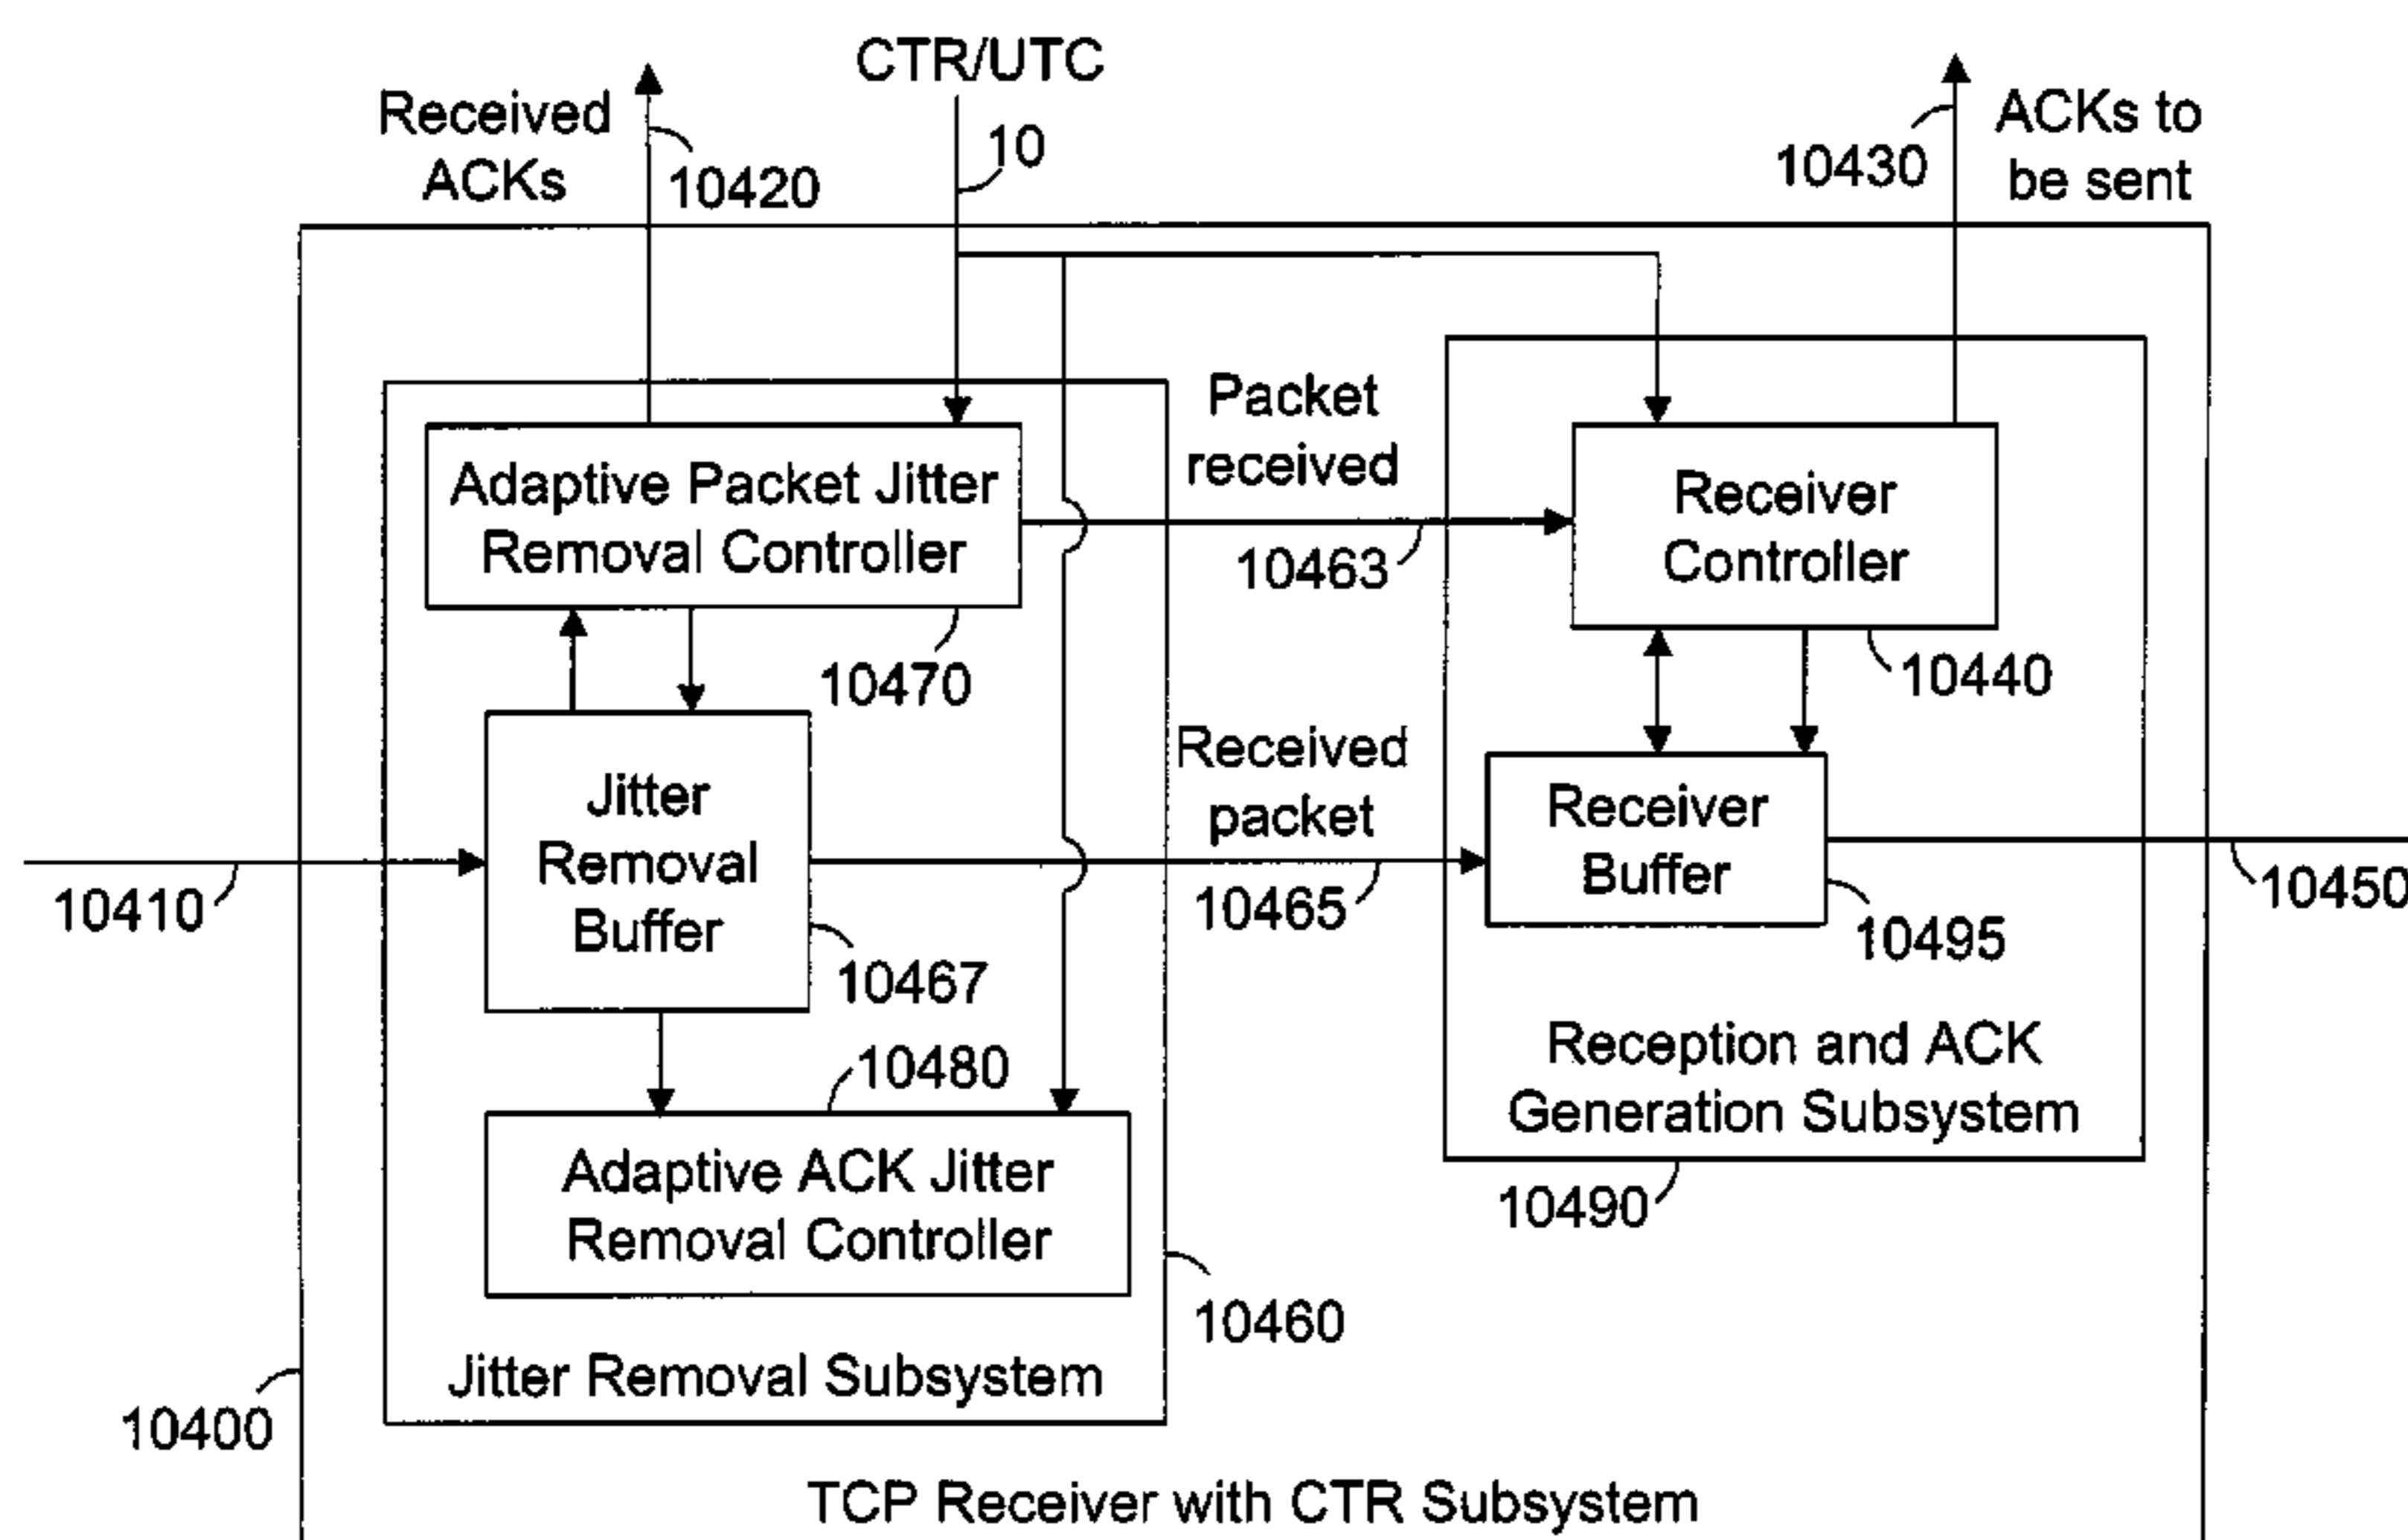 CTR/UTC
Received
ACKs
10420
10
10430
ACKs to
be sent
Adaptive Packet Jitter
Removal Controller
10470
Packet
received
10463
Receiver
Controller
10440
Jitter
Removal
Buffer
10467
10410
Received
packet
10465
Receiver
Buffer
10495
10450
10480
Adaptive ACK Jitter
Removal Controller
10460
Jitter Removal Subsystem
Reception and ACK
Generation Subsystem
10490
10400
TCP Receiver with CTR Subsystem